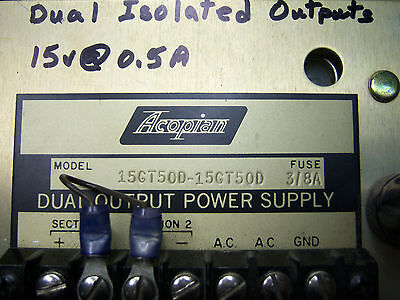 Dual Isolated Outputs
15v@0.5A
Acopian
MODEL FUSE
15GT50D-15GT50D 3/8A
DUAL OUTPUT POWER SUPPLY
+ - A.C. A.C. GND